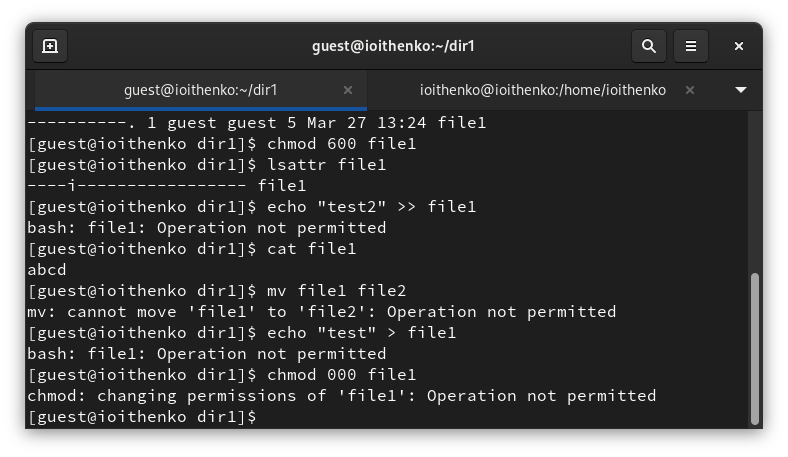 guest@ioithenko:~/dir1
guest@ioithenko:~/dir1
ioithenko@ioithenko:/home/ioithenko
----------. 1 guest guest 5 Mar 27 13:24 file1
[guest@ioithenko dir1]$ chmod 600 file1
[guest@ioithenko dir1]$ lsattr file1
----i----------------- file1
[guest@ioithenko dir1]$ echo "test2" >> file1
bash: file1: Operation not permitted
[guest@ioithenko dir1]$ cat file1
abcd
[guest@ioithenko dir1]$ mv file1 file2
mv: cannot move 'file1' to 'file2': Operation not permitted
[guest@ioithenko dir1]$ echo "test" > file1
bash: file1: Operation not permitted
[guest@ioithenko dir1]$ chmod 000 file1
chmod: changing permissions of 'file1': Operation not permitted
[guest@ioithenko dir1]$